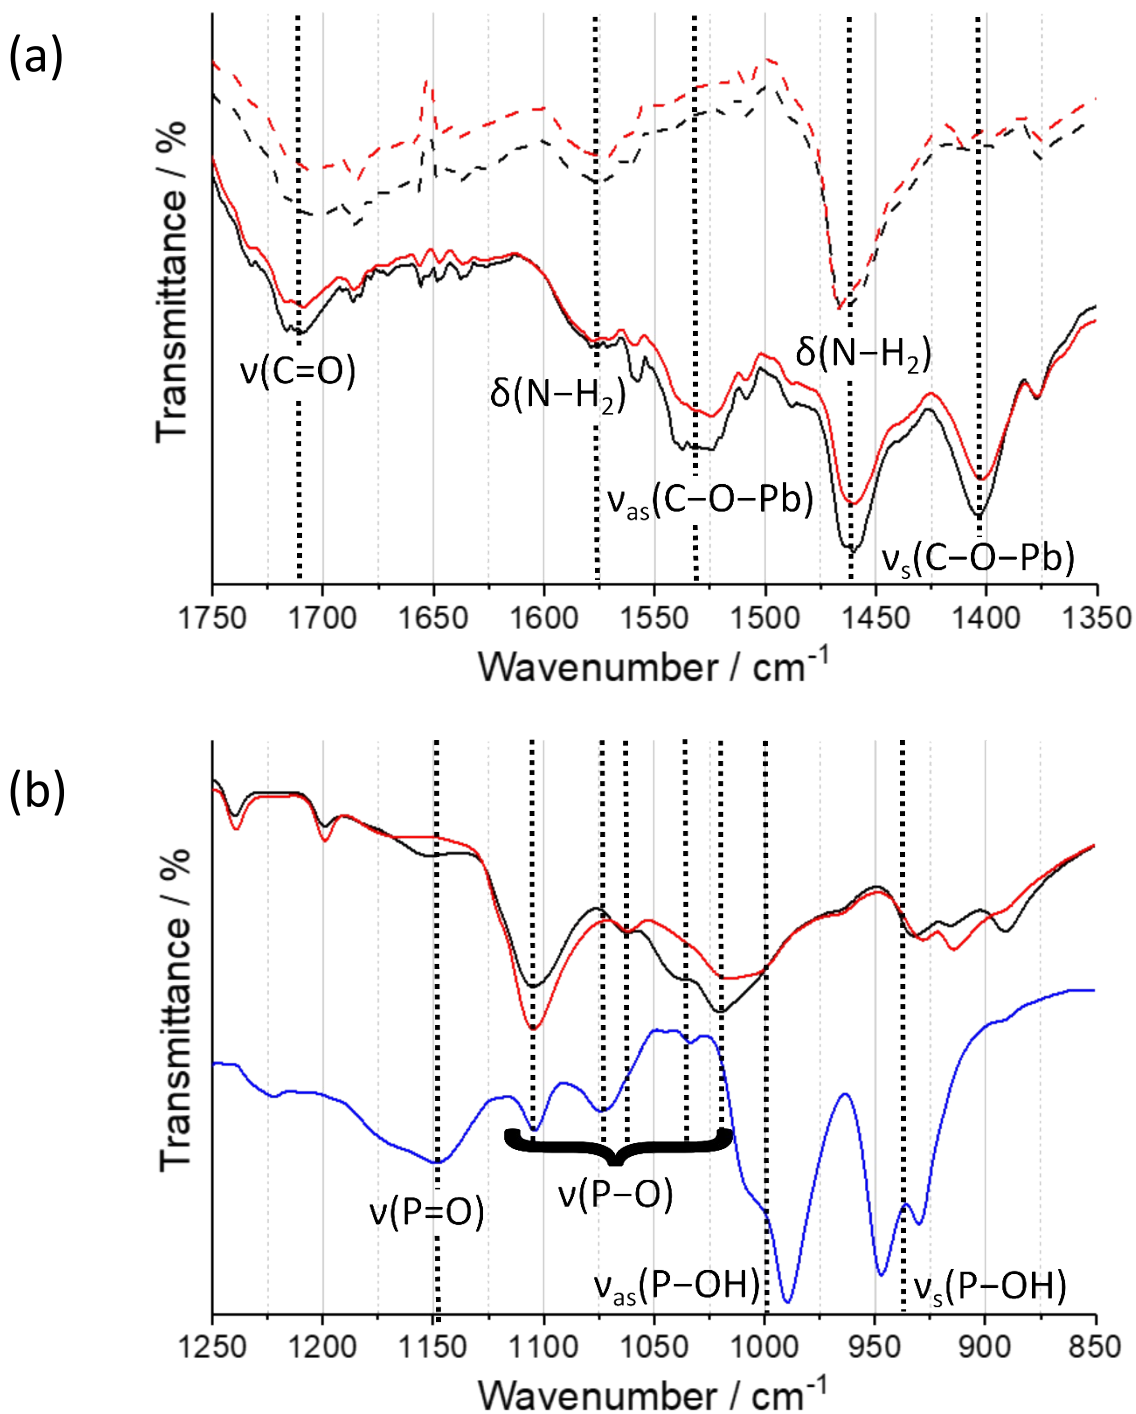 (a)
Transmittance / %
ν(C=O)
δ(N−H₂)
δ(N−H₂)
νas(C−O−Pb)
νs(C−O−Pb)
1750 1700 1650 1600 1550 1500 1450 1400 1350
Wavenumber / cm⁻¹
(b)
Transmittance / %
ν(P=O)
ν(P−O)
νas(P−OH)
νs(P−OH)
1250 1200 1150 1100 1050 1000 950 900 850
Wavenumber / cm⁻¹